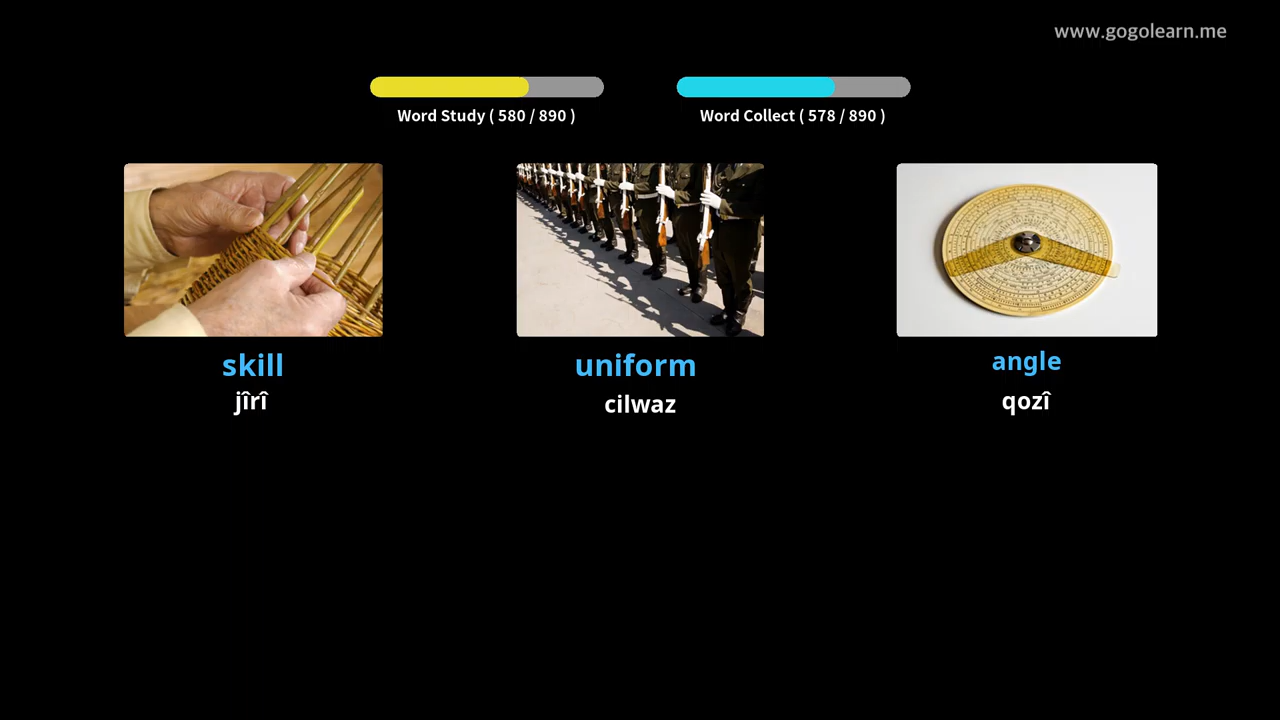 www.gogolearn.me
Word Study ( 580 / 890 )
Word Collect ( 578 / 890 )
skill
uniform
angle
jîrî
cilwaz
qozî